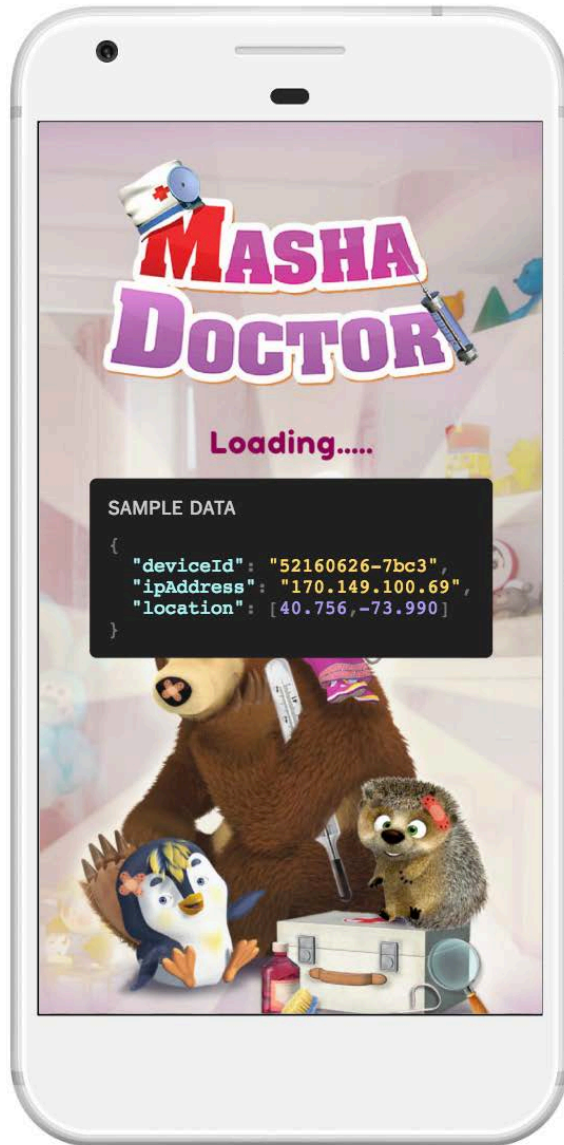 MASHA
DOCTOR
Loading.....
SAMPLE DATA
{
"deviceId": "52160626-7bc3",
"ipAddress": "170.149.100.69",
"location": [40.756,-73.990]
}